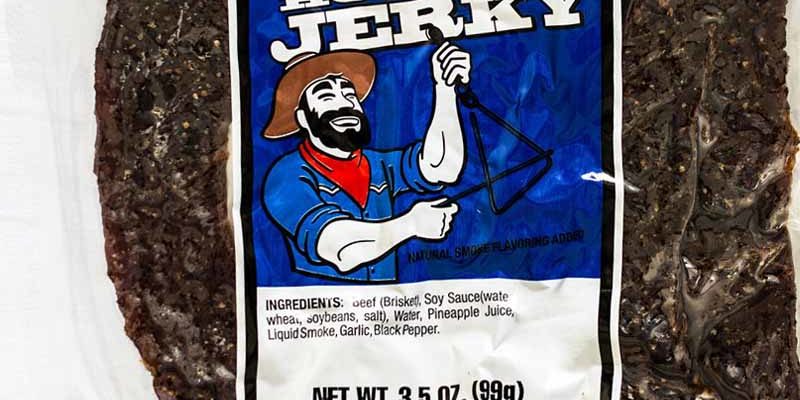 JERKY
NATURAL SMOKE FLAVORING ADDED
INGREDIENTS: Beef (Brisket), Soy Sauce(wate
wheat, soybeans, salt), Water, Pineapple Juice,
Liquid Smoke, Garlic, Black Pepper.
NET WT. 3.5 OZ. (99g)